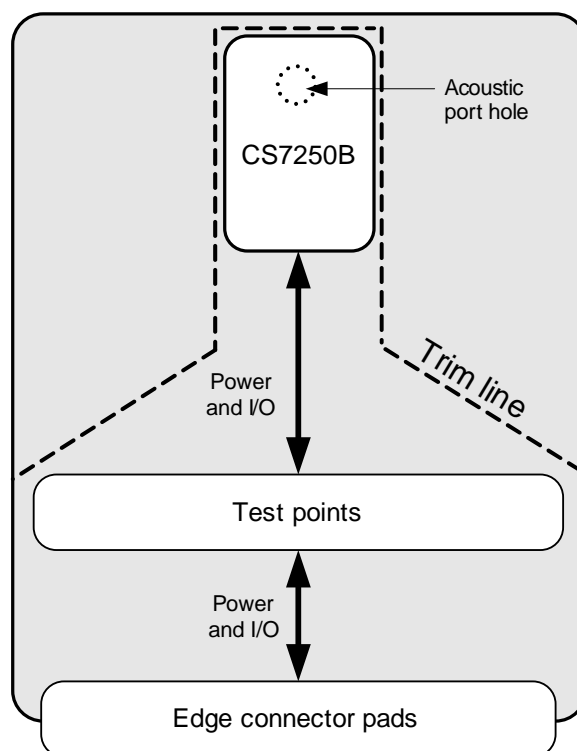 Acoustic
port hole
CS7250B
Trim line
Power
and I/O
Test points
Power
and I/O
Edge connector pads